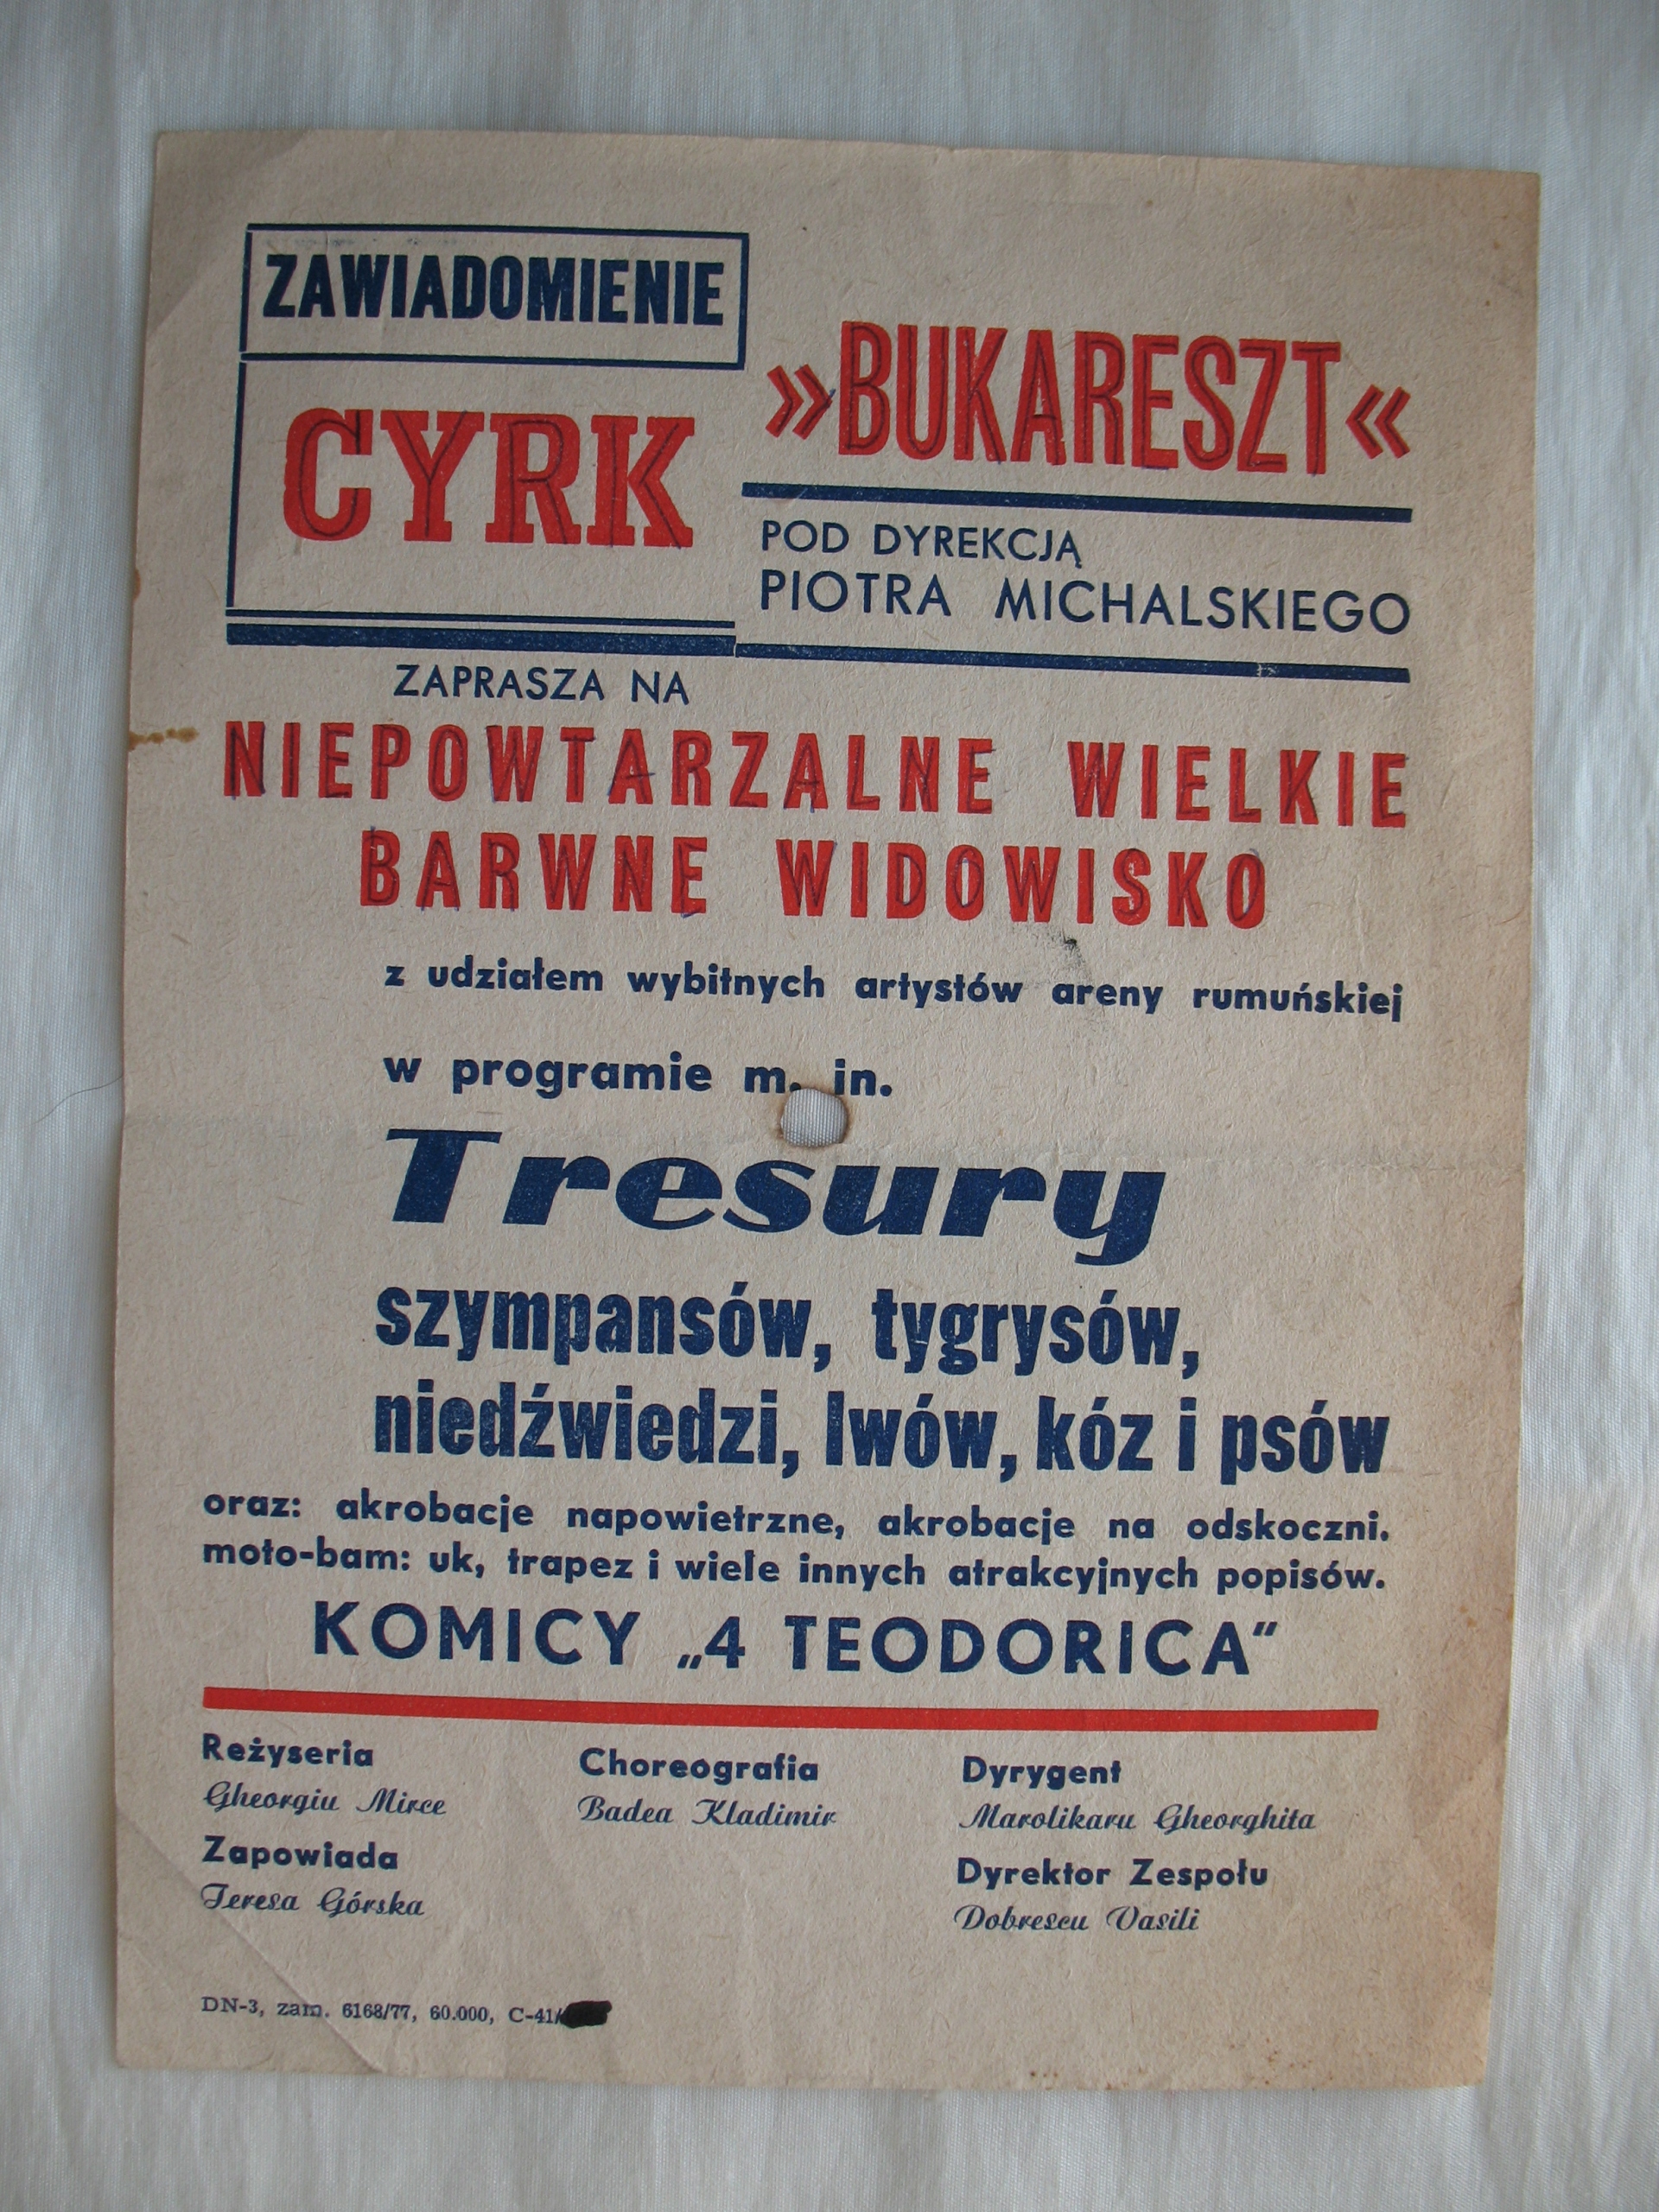 ZAWIADOMIENIE
CYRK
»BUKARESZT«
POD DYREKCJĄ
PIOTRA MICHALSKIEGO
ZAPRASZA NA
NIEPOWTARZALNE WIELKIE
BARWNE WIDOWISKO
z udziałem wybitnych artystów areny rumuńskiej
w programie m. in.
Tresury
szympansów, tygrysów,
niedźwiedzi, lwów, kóz i psów
oraz: akrobacje napowietrzne, akrobacje na odskoczni.
moto-bam: uk, trapez i wiele innych atrakcyjnych popisów.
KOMICY „4 TEODORICA"
Reżyseria
Gheorgiu Mirce
Zapowiada
Teresa Górska
Choreografia
Badea Kladimir
Dyrygent
Marolikaru Gheorghita
Dyrektor Zespołu
Dobrescu Vasili
DN-3, zam. 6168/77, 60.000, C-41/